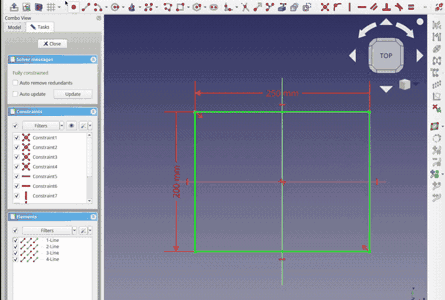 Combo View
Model
Tasks
Close
Solver messages
Fully constrained
Auto remove redundants
Auto update
Update
Constraints
Filters
Constraint1
Constraint2
Constraint3
Constraint4
Constraint5
Constraint6
Constraint7
Elements
Filters
1-Line
2-Line
3-Line
4-Line
TOP
250 mm
200 mm